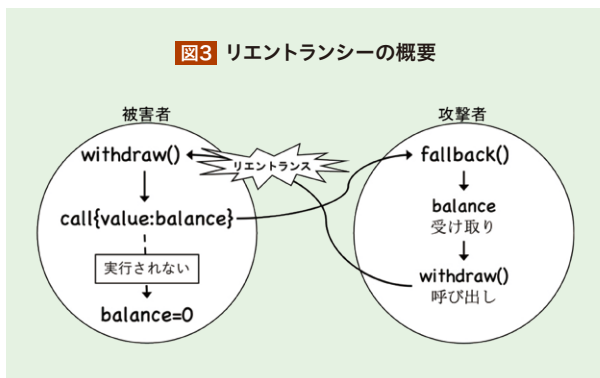 図3 リエントランシーの概要
被害者
withdraw()
call{value:balance}
実行されない
balance=0
リエントランス
攻撃者
fallback()
balance
受け取り
withdraw()
呼び出し